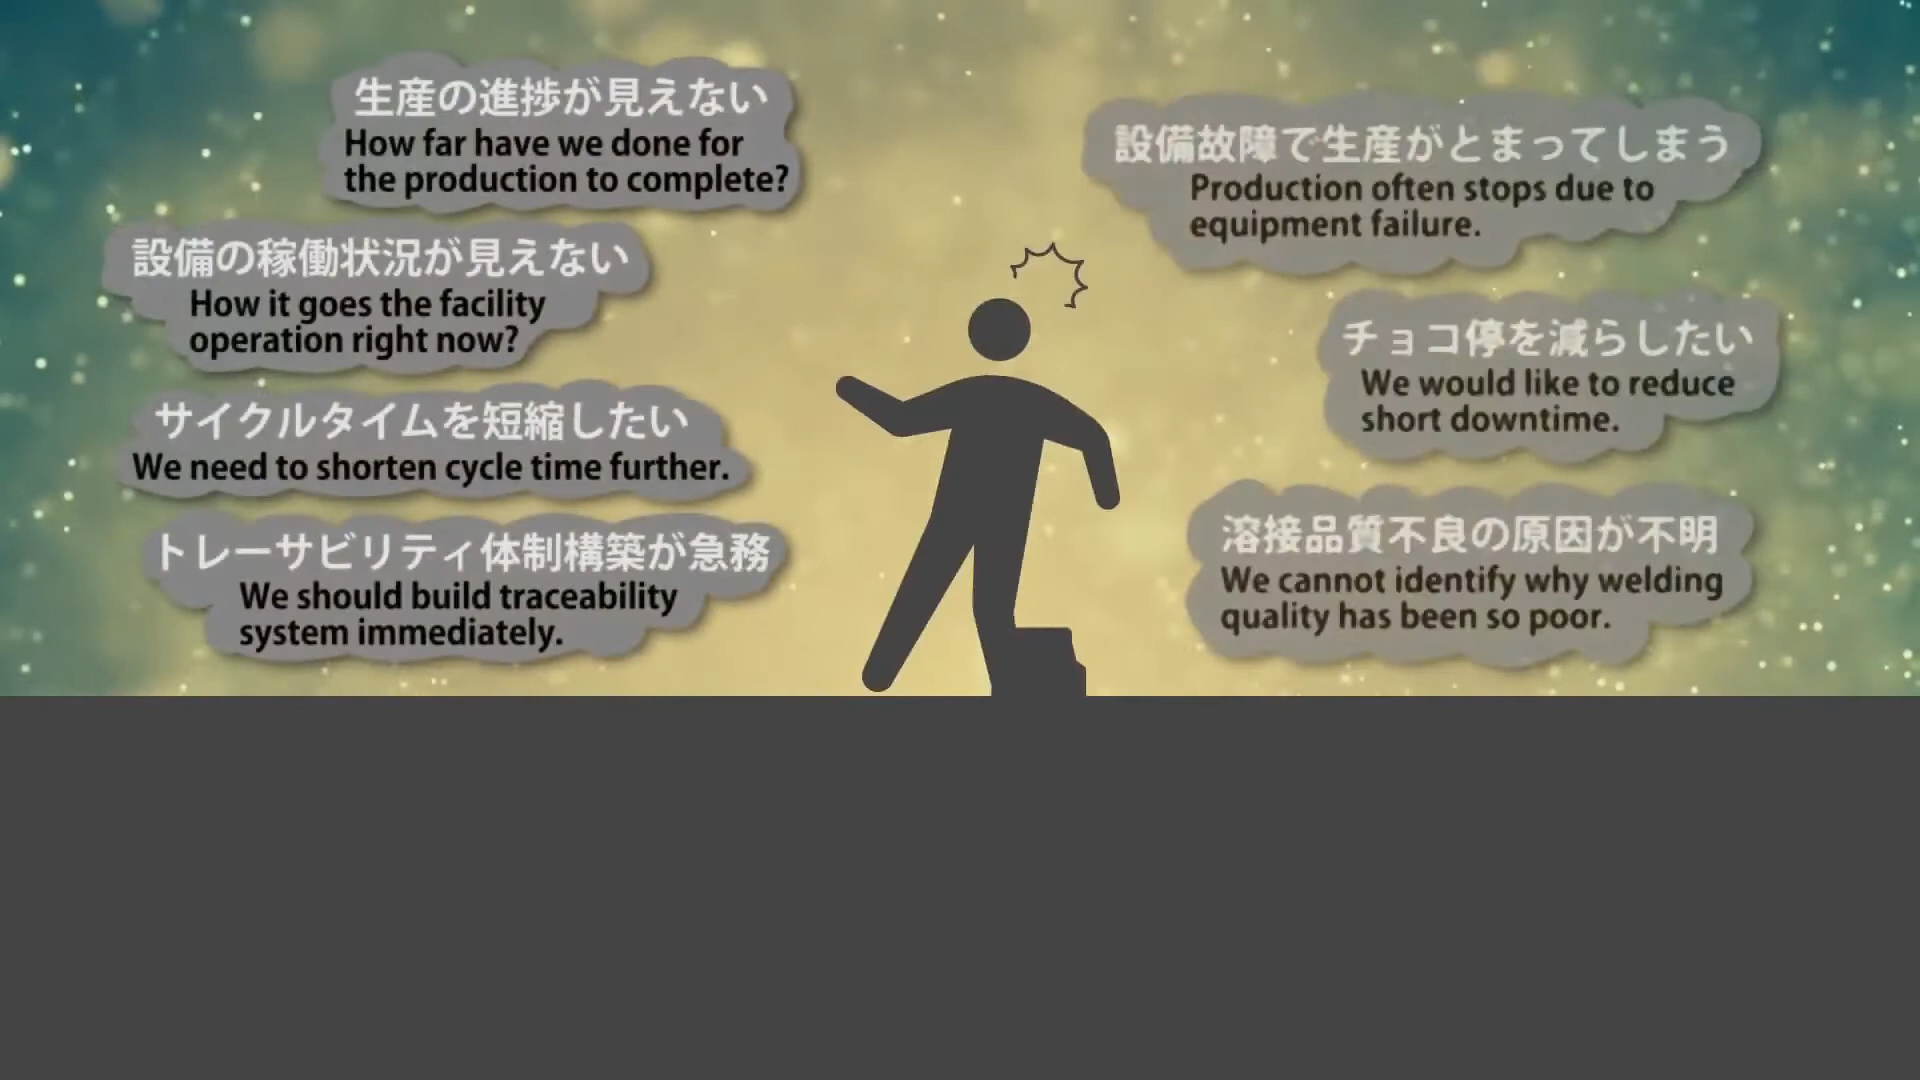 生産の進捗が見えない
How far have we done for
the production to complete?
設備の稼働状況が見えない
How it goes the facility
operation right now?
サイクルタイムを短縮したい
We need to shorten cycle time further.
トレーサビリティ体制構築が急務
We should build traceability
system immediately.
設備故障で生産がとまってしまう
Production often stops due to
equipment failure.
チョコ停を減らしたい
We would like to reduce
short downtime.
溶接品質不良の原因が不明
We cannot identify why welding
quality has been so poor.